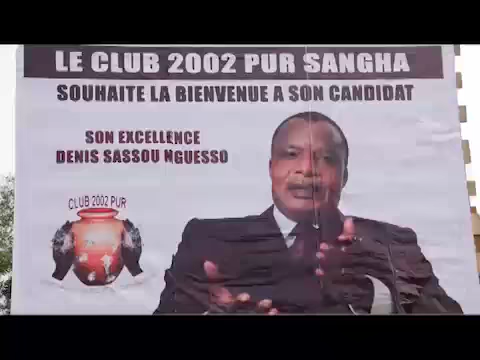 LE CLUB 2002 PUR SANGHA
SOUHAITE LA BIENVENUE A SON CANDIDAT
SON EXCELLENCE
DENIS SASSOU NGUESSO
CLUB 2002 PUR